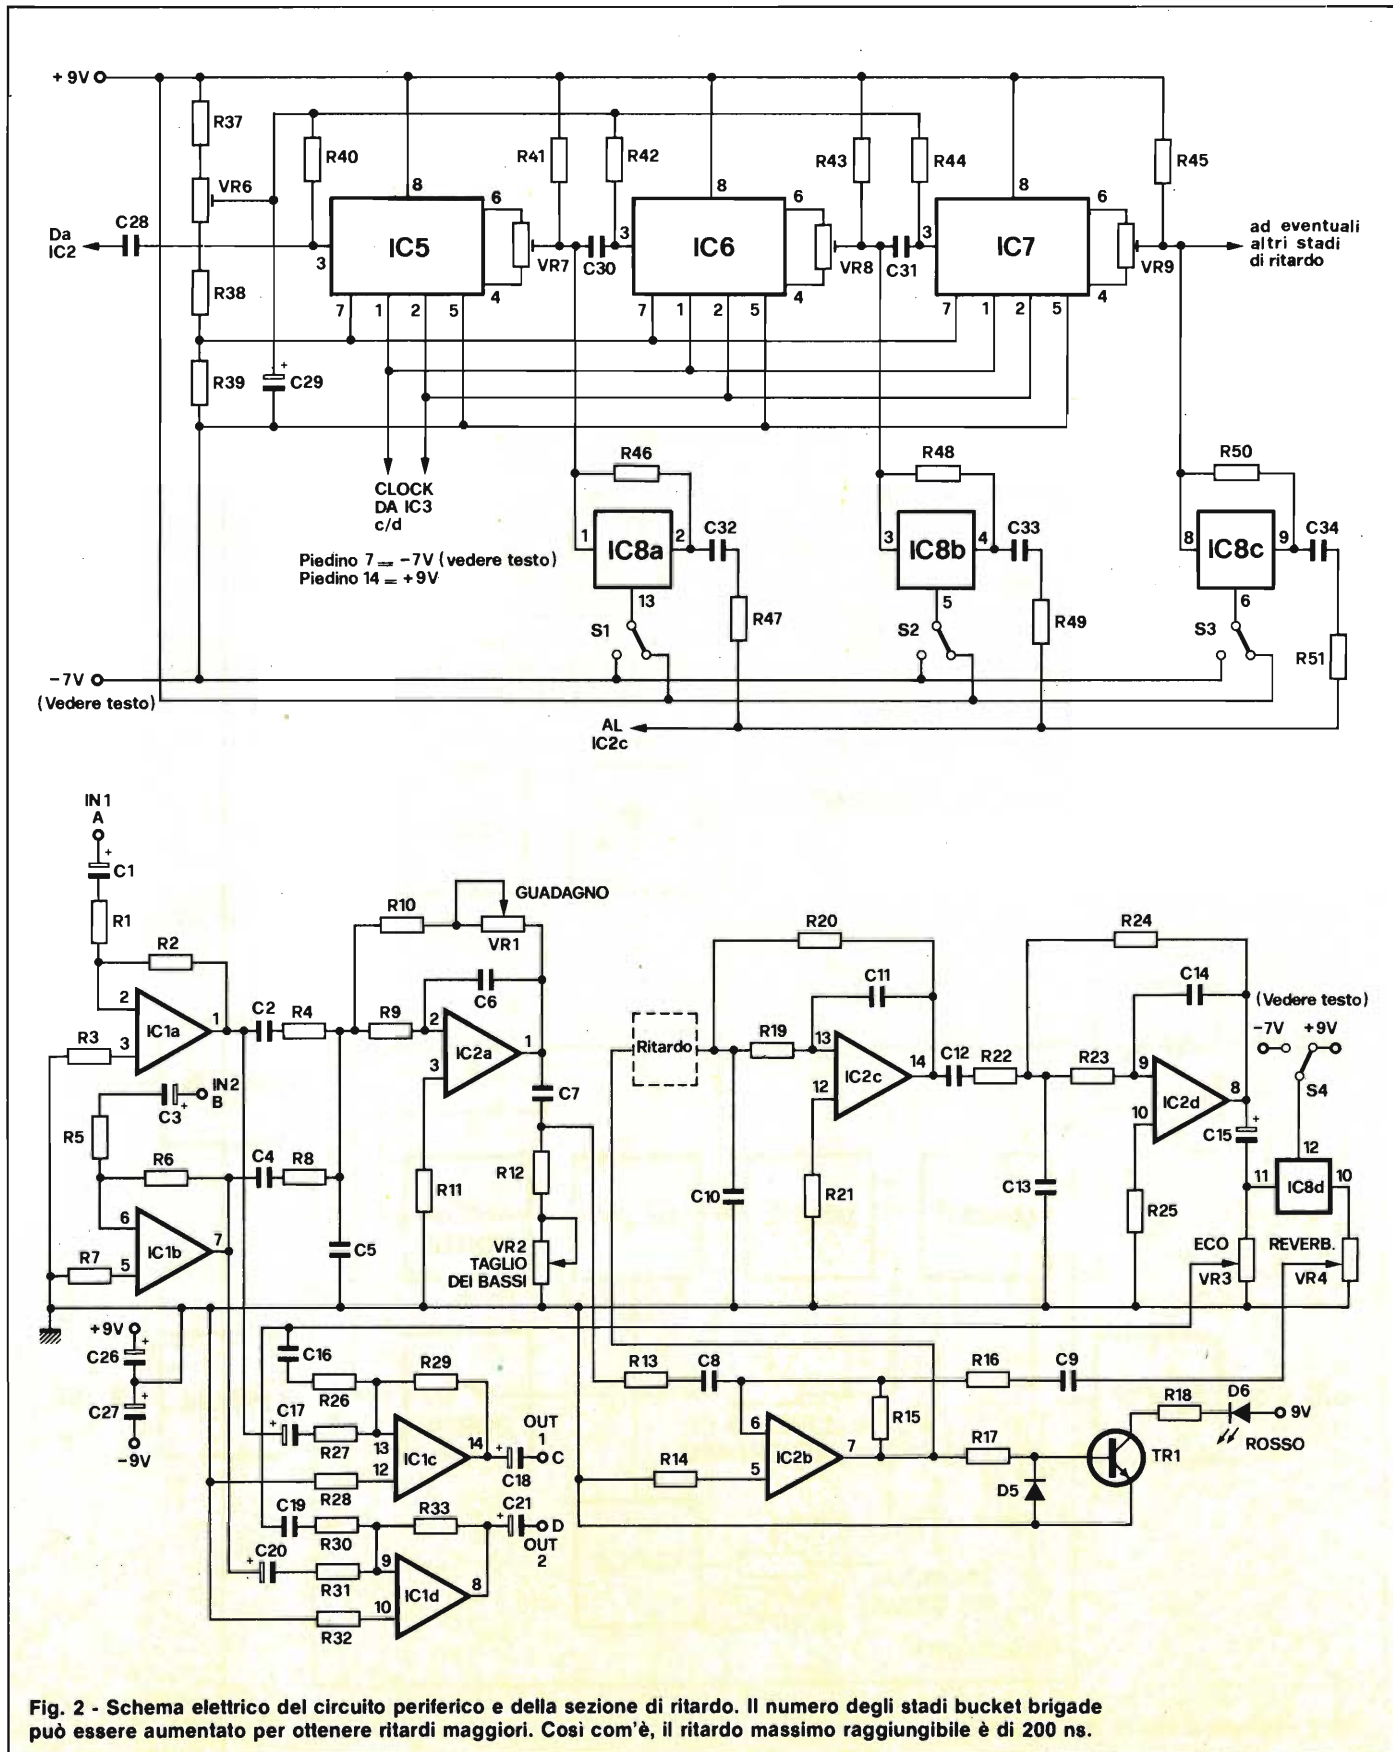 +9V
R37
R40
R41
R42
R43
R44
R45
VR6
8
8
8
6
6
6
C28
Da
IC2
3
IC5
VR7
C30
3
IC6
VR8
C31
3
IC7
VR9
ad eventuali
altri stadi
di ritardo
4
4
4
R38
7
1
2
5
7
1
2
5
7
1
2
5
R39
+
C29
CLOCK
DA IC3
c/d
R46
R48
R50
1
IC8a
2
C32
3
IC8b
4
C33
8
IC8c
9
C34
Piedino 7 = -7V (vedere testo)
Piedino 14 = +9V
13
5
6
S1
R47
S2
R49
S3
R51
-7V
(Vedere testo)
AL
IC2c
IN1
A
+
C1
R1
R2
2
IC1a
1
R3
3
C2
R4
R10
GUADAGNO
VR1
C6
R9
2
IC2a
1
3
C7
R20
C11
Ritardo
R19
13
IC2c
14
12
C12
R22
R24
C14
R23
9
IC2d
8
10
(Vedere testo)
-7V
+9V
S4
C15
+
12
11
IC8d
10
IN2
B
C3
+
R5
R6
C4
R8
6
IC1b
7
R7
5
C5
R11
R12
VR2
TAGLIO
DEI BASSI
C10
R21
C13
R25
ECO
VR3
REVERB.
VR4
+9V
+
C26
+
C27
-9V
C16
R26
R29
C17
+
R27
13
IC1c
14
12
R28
OUT
1
C
+
C18
C19
R30
R33
C21
+
D
OUT
2
C20
+
R31
9
IC1d
8
10
R32
R13
C8
R16
C9
R15
6
IC2b
7
R14
5
R17
D5
TR1
R18
D6
9V
ROSSO
Fig. 2 - Schema elettrico del circuito periferico e della sezione di ritardo. Il numero degli stadi bucket brigade
può essere aumentato per ottenere ritardi maggiori. Così com'è, il ritardo massimo raggiungibile è di 200 ns.